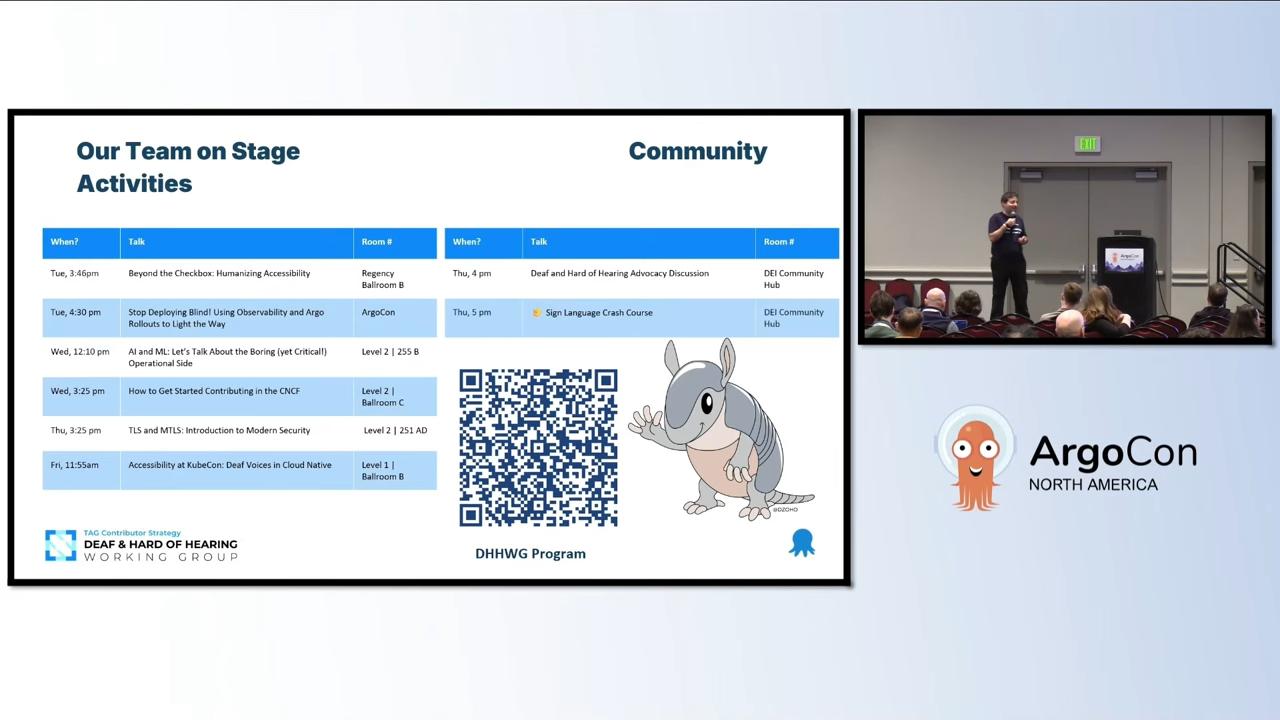 Our Team on Stage
Activities
Community
When? Talk Room #
Tue, 3:46pm Beyond the Checkbox: Humanizing Accessibility Regency
Ballroom B
Tue, 4:30 pm Stop Deploying Blind! Using Observability and Argo ArgoCon
Rollouts to Light the Way
Wed, 12:10 pm AI and ML: Let's Talk About the Boring (yet Critical!) Level 2 | 255 B
Operational Side
Wed, 3:25 pm How to Get Started Contributing in the CNCF Level 2 |
Ballroom C
Thu, 3:25 pm TLS and MTLS: Introduction to Modern Security Level 2 | 251 AD
Fri, 11:55am Accessibility at KubeCon: Deaf Voices in Cloud Native Level 1 |
Ballroom B
When? Talk Room #
Thu, 4 pm Deaf and Hard of Hearing Advocacy Discussion DEI Community
Hub
Thu, 5 pm Sign Language Crash Course DEI Community
Hub
@DZOHO
TAG Contributor Strategy
DEAF & HARD OF HEARING
WORKING GROUP
DHHWG Program
EXIT
ArgoCon
ArgoCon
NORTH AMERICA